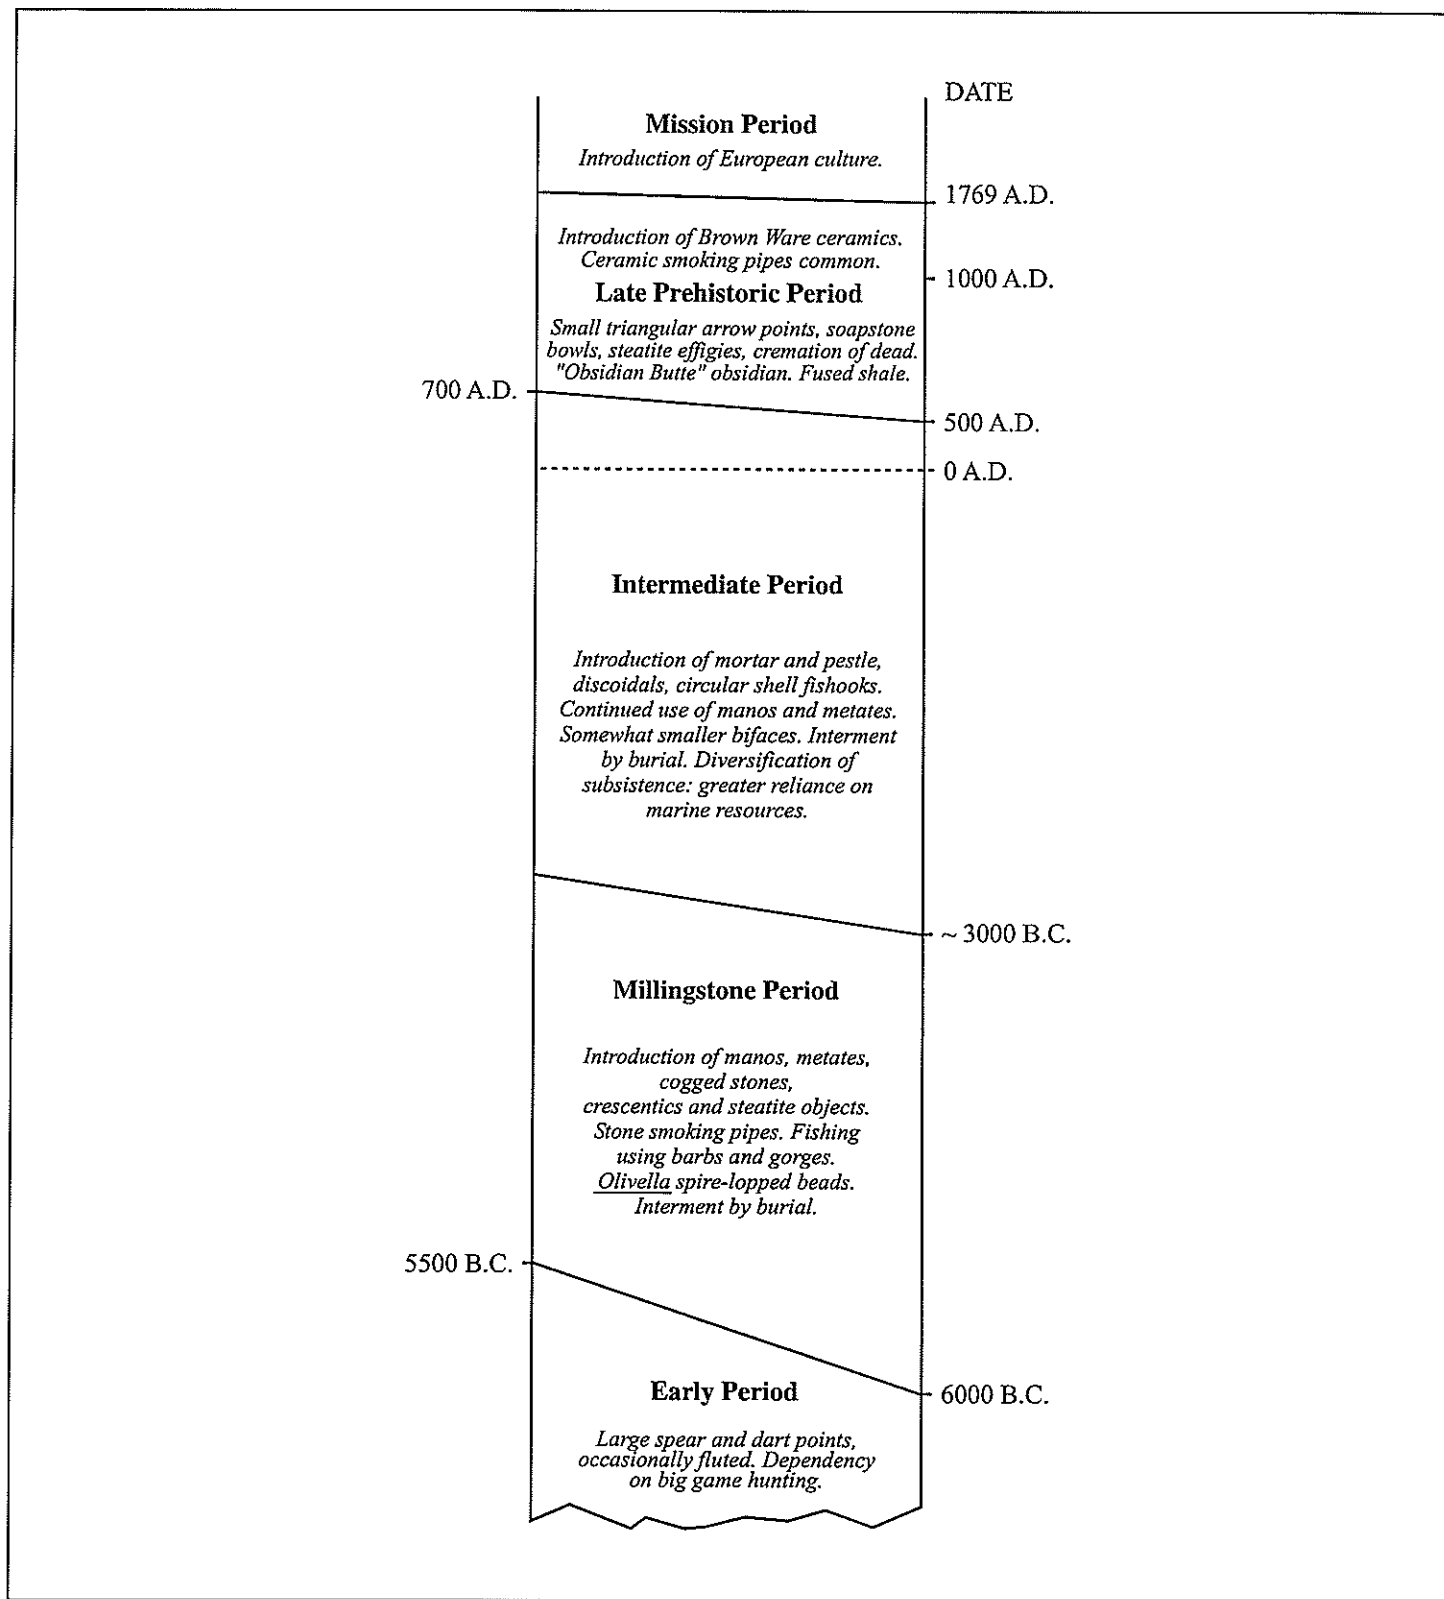 DATE
Mission Period
Introduction of European culture.
1769 A.D.
Introduction of Brown Ware ceramics.
Ceramic smoking pipes common.
1000 A.D.
Late Prehistoric Period
Small triangular arrow points, soapstone
bowls, steatite effigies, cremation of dead.
"Obsidian Butte" obsidian. Fused shale.
700 A.D.
500 A.D.
0 A.D.
Intermediate Period
Introduction of mortar and pestle,
discoidals, circular shell fishooks.
Continued use of manos and metates.
Somewhat smaller bifaces. Interment
by burial. Diversification of
subsistence: greater reliance on
marine resources.
~ 3000 B.C.
Millingstone Period
Introduction of manos, metates,
cogged stones,
crescentics and steatite objects.
Stone smoking pipes. Fishing
using barbs and gorges.
Olivella spire-lopped beads.
Interment by burial.
5500 B.C.
6000 B.C.
Early Period
Large spear and dart points,
occasionally fluted. Dependency
on big game hunting.